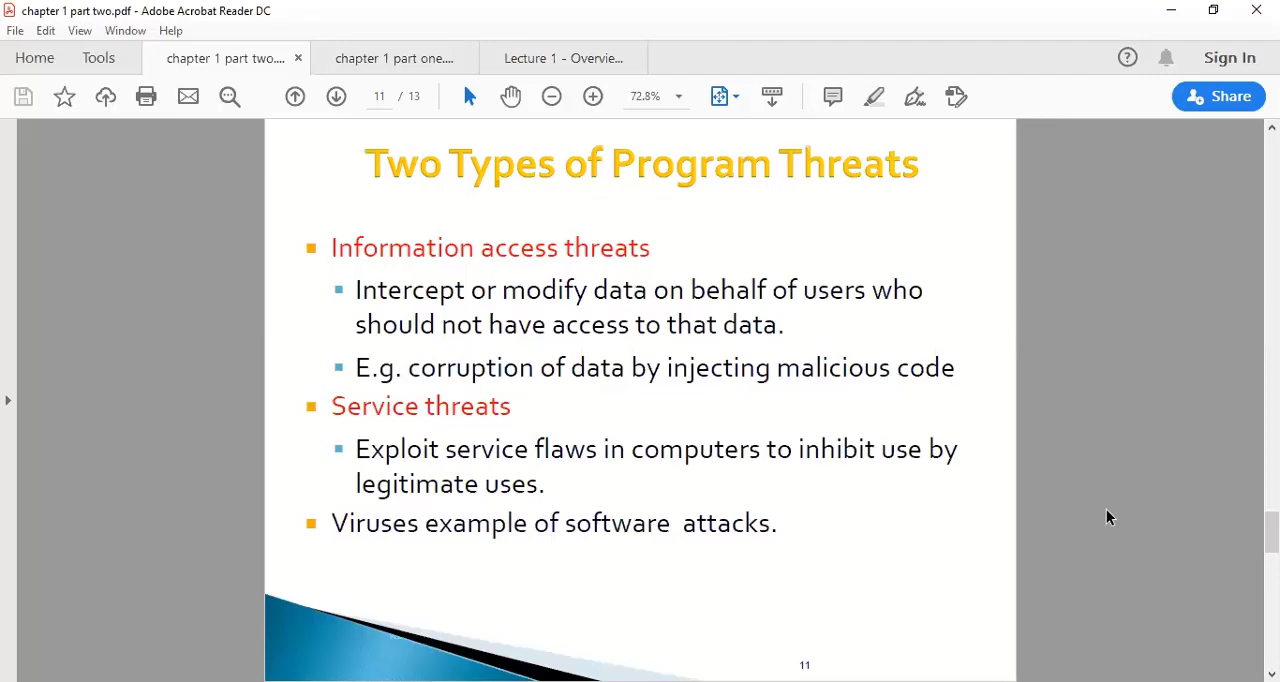 chapter 1 part two.pdf - Adobe Acrobat Reader DC
File Edit View Window Help
Home Tools chapter 1 part two.... × chapter 1 part one.... Lecture 1 - Overvie... Sign In
11 / 13 72.8% Share
Two Types of Program Threats
Information access threats
Intercept or modify data on behalf of users who
should not have access to that data.
E.g. corruption of data by injecting malicious code
Service threats
Exploit service flaws in computers to inhibit use by
legitimate uses.
Viruses example of software attacks.
11